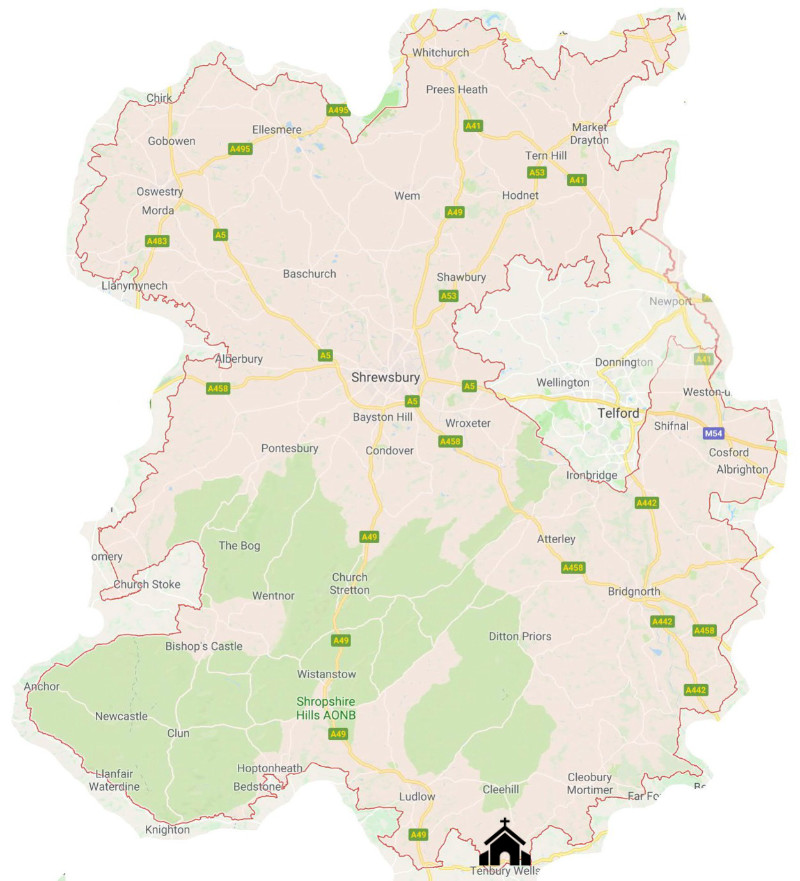 M
Whitchurch
Prees Heath
Chirk
A495
A41
Market
Drayton
Ellesmere
Gobowen
A495
Tern Hill
A53
A41
Oswestry
Wem
Hodnet
Morda
A49
A5
A483
Baschurch
Shawbury
Llanymynech
A53
Newport
Alberbury
A5
A41
Donnington
Shrewsbury
Wellington
A458
A5
Weston-u
A5
Telford
Bayston Hill
Wroxeter
Shifnal
M54
A458
Pontesbury
Condover
Cosford
Albrighton
Ironbridge
A442
A49
Atterley
The Bog
omery
A458
Church Stoke
Church
Stretton
Wentnor
Bridgnorth
A442
A458
Ditton Priors
A49
Bishop's Castle
Wistanstow
Anchor
A442
Shropshire
Hills AONB
Newcastle
Clun
A49
Hoptonheath
Llanfair
Waterdine
Bedstone
Cleobury
Mortimer
Cleehill
Ludlow
Far Fo
Knighton
A49
Tenbury Wells